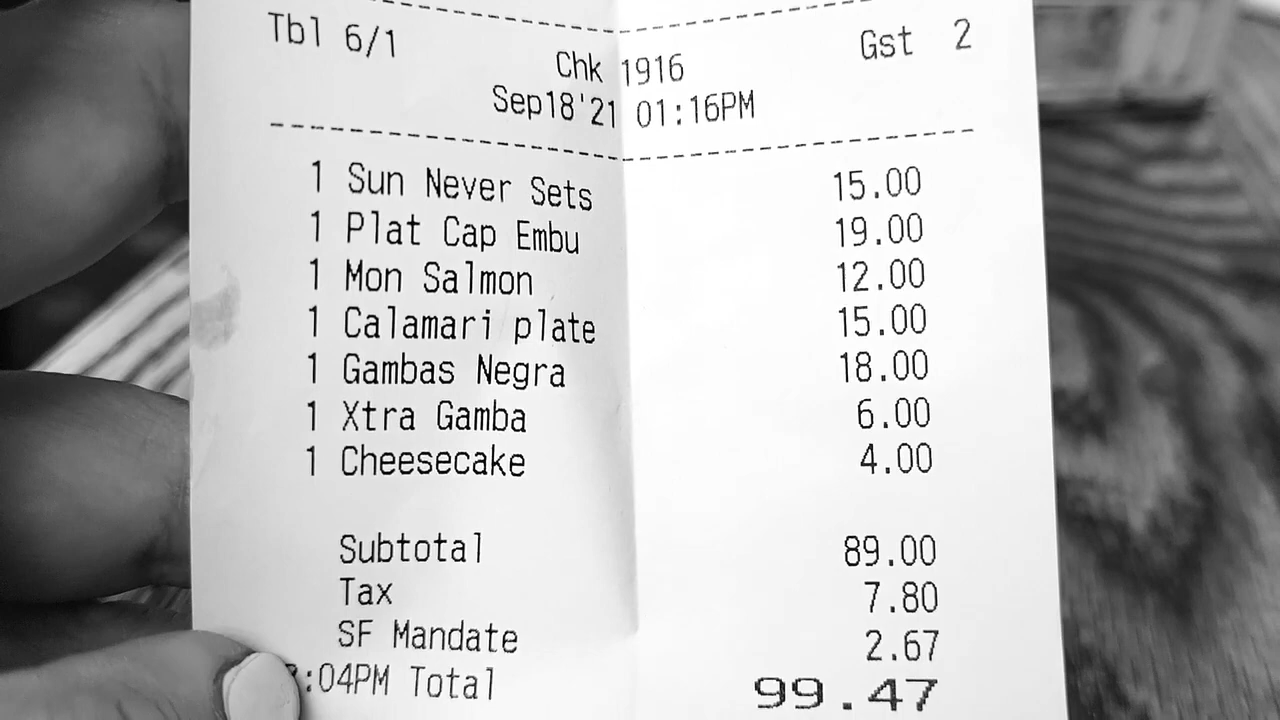 Tbl 6/1 Chk 1916 Gst 2
Sep18'21 01:16PM
1 Sun Never Sets 15.00
1 Plat Cap Embu 19.00
1 Mon Salmon 12.00
1 Calamari plate 15.00
1 Gambas Negra 18.00
1 Xtra Gamba 6.00
1 Cheesecake 4.00
Subtotal 89.00
Tax 7.80
SF Mandate 2.67
:04PM Total 99.47